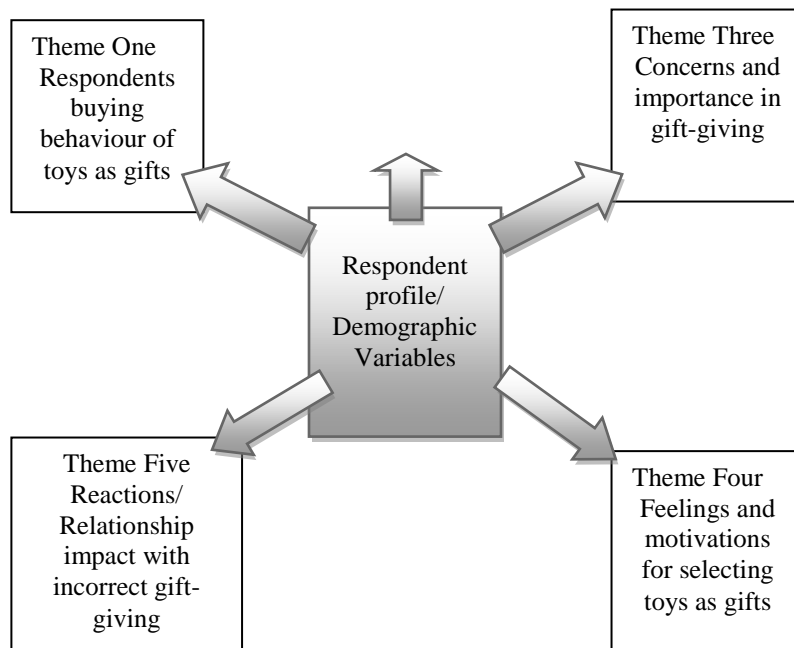 Theme One
Respondents
buying
behaviour of
toys as gifts
Theme Three
Concerns and
importance in
gift-giving
Respondent
profile/
Demographic
Variables
Theme Five
Reactions/
Relationship
impact with
incorrect gift-
giving
Theme Four
Feelings and
motivations
for selecting
toys as gifts